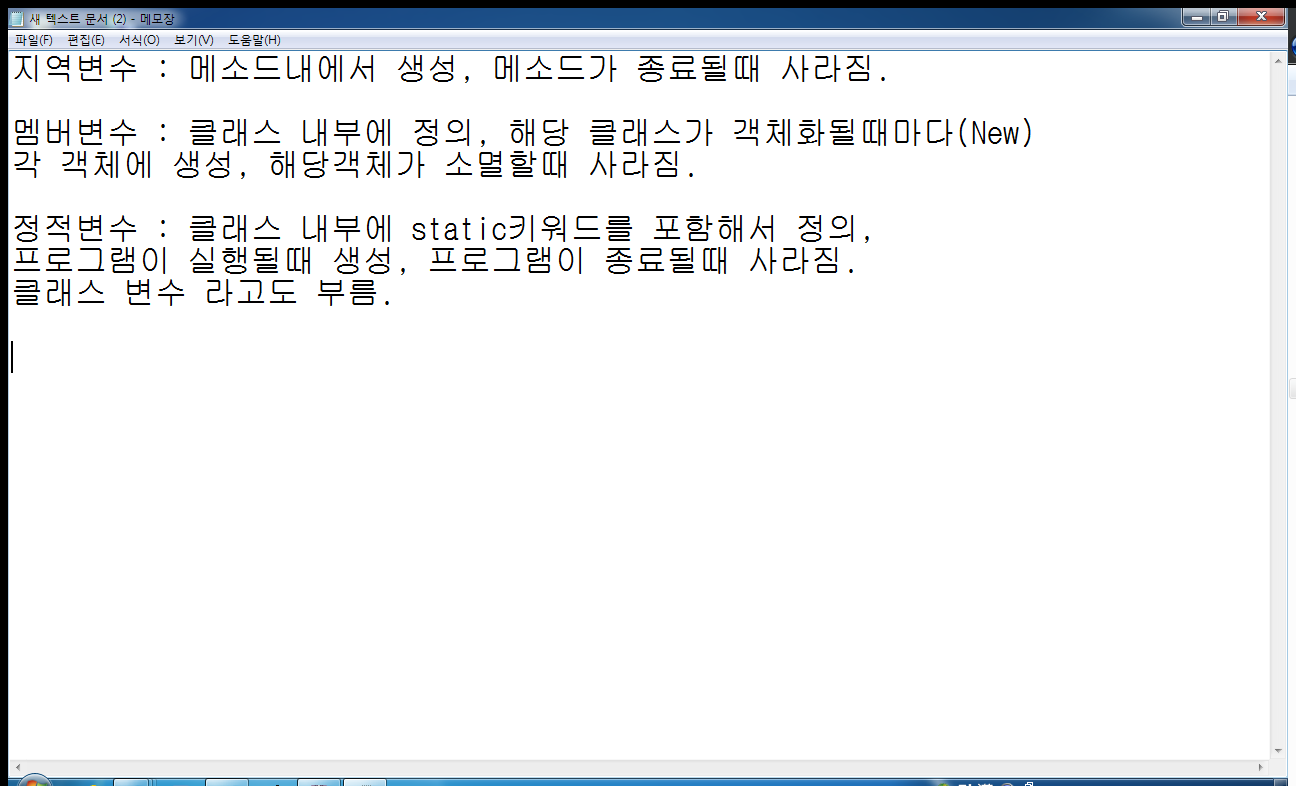 새 텍스트 문서 (2) - 메모장
파일(F) 편집(E) 서식(O) 보기(V) 도움말(H)
지역변수 : 메소드내에서 생성, 메소드가 종료될때 사라짐.
멤버변수 : 클래스 내부에 정의, 해당 클래스가 객체화될때마다(New)
각 객체에 생성, 해당객체가 소멸할때 사라짐.
정적변수 : 클래스 내부에 static키워드를 포함해서 정의,
프로그램이 실행될때 생성, 프로그램이 종료될때 사라짐.
클래스 변수 라고도 부름.